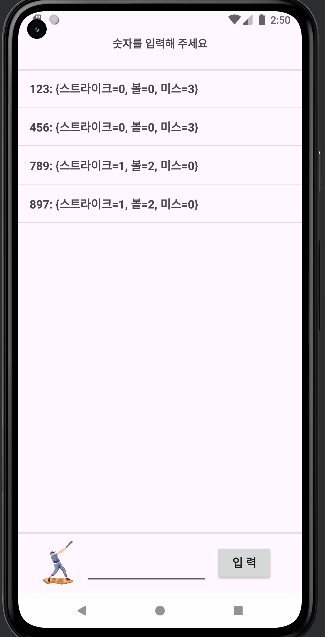 2:50
숫자를 입력해 주세요
123: {스트라이크=0, 볼=0, 미스=3}
456: {스트라이크=0, 볼=0, 미스=3}
789: {스트라이크=1, 볼=2, 미스=0}
897: {스트라이크=1, 볼=2, 미스=0}
입 력